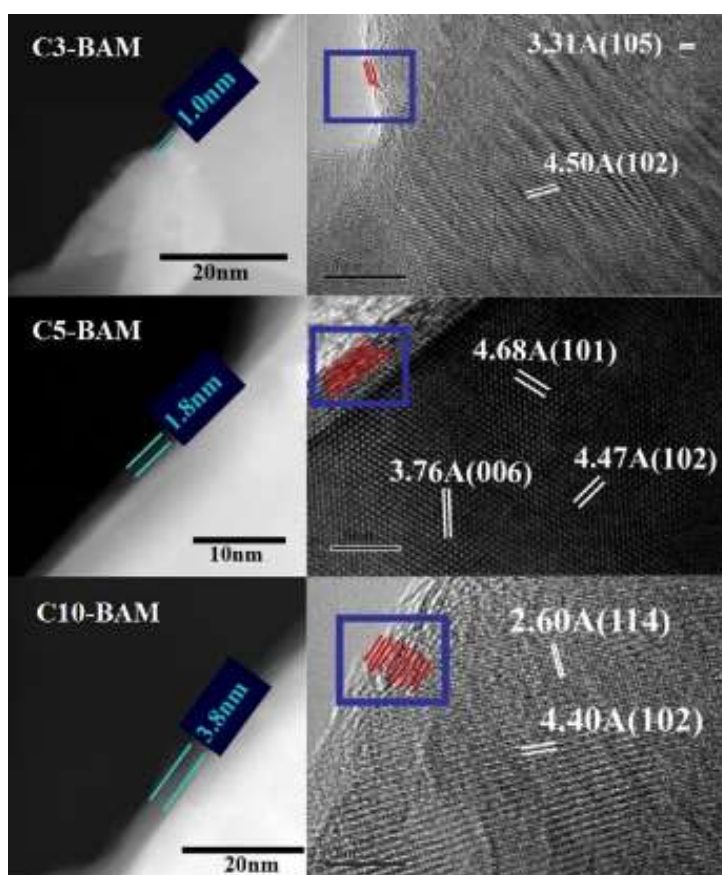 C3-BAM
1.0nm
20nm
3.31A(105)
4.50A(102)
C5-BAM
1.8nm
10nm
4.68A(101)
3.76A(006)
4.47A(102)
C10-BAM
3.8nm
20nm
2.60A(114)
4.40A(102)